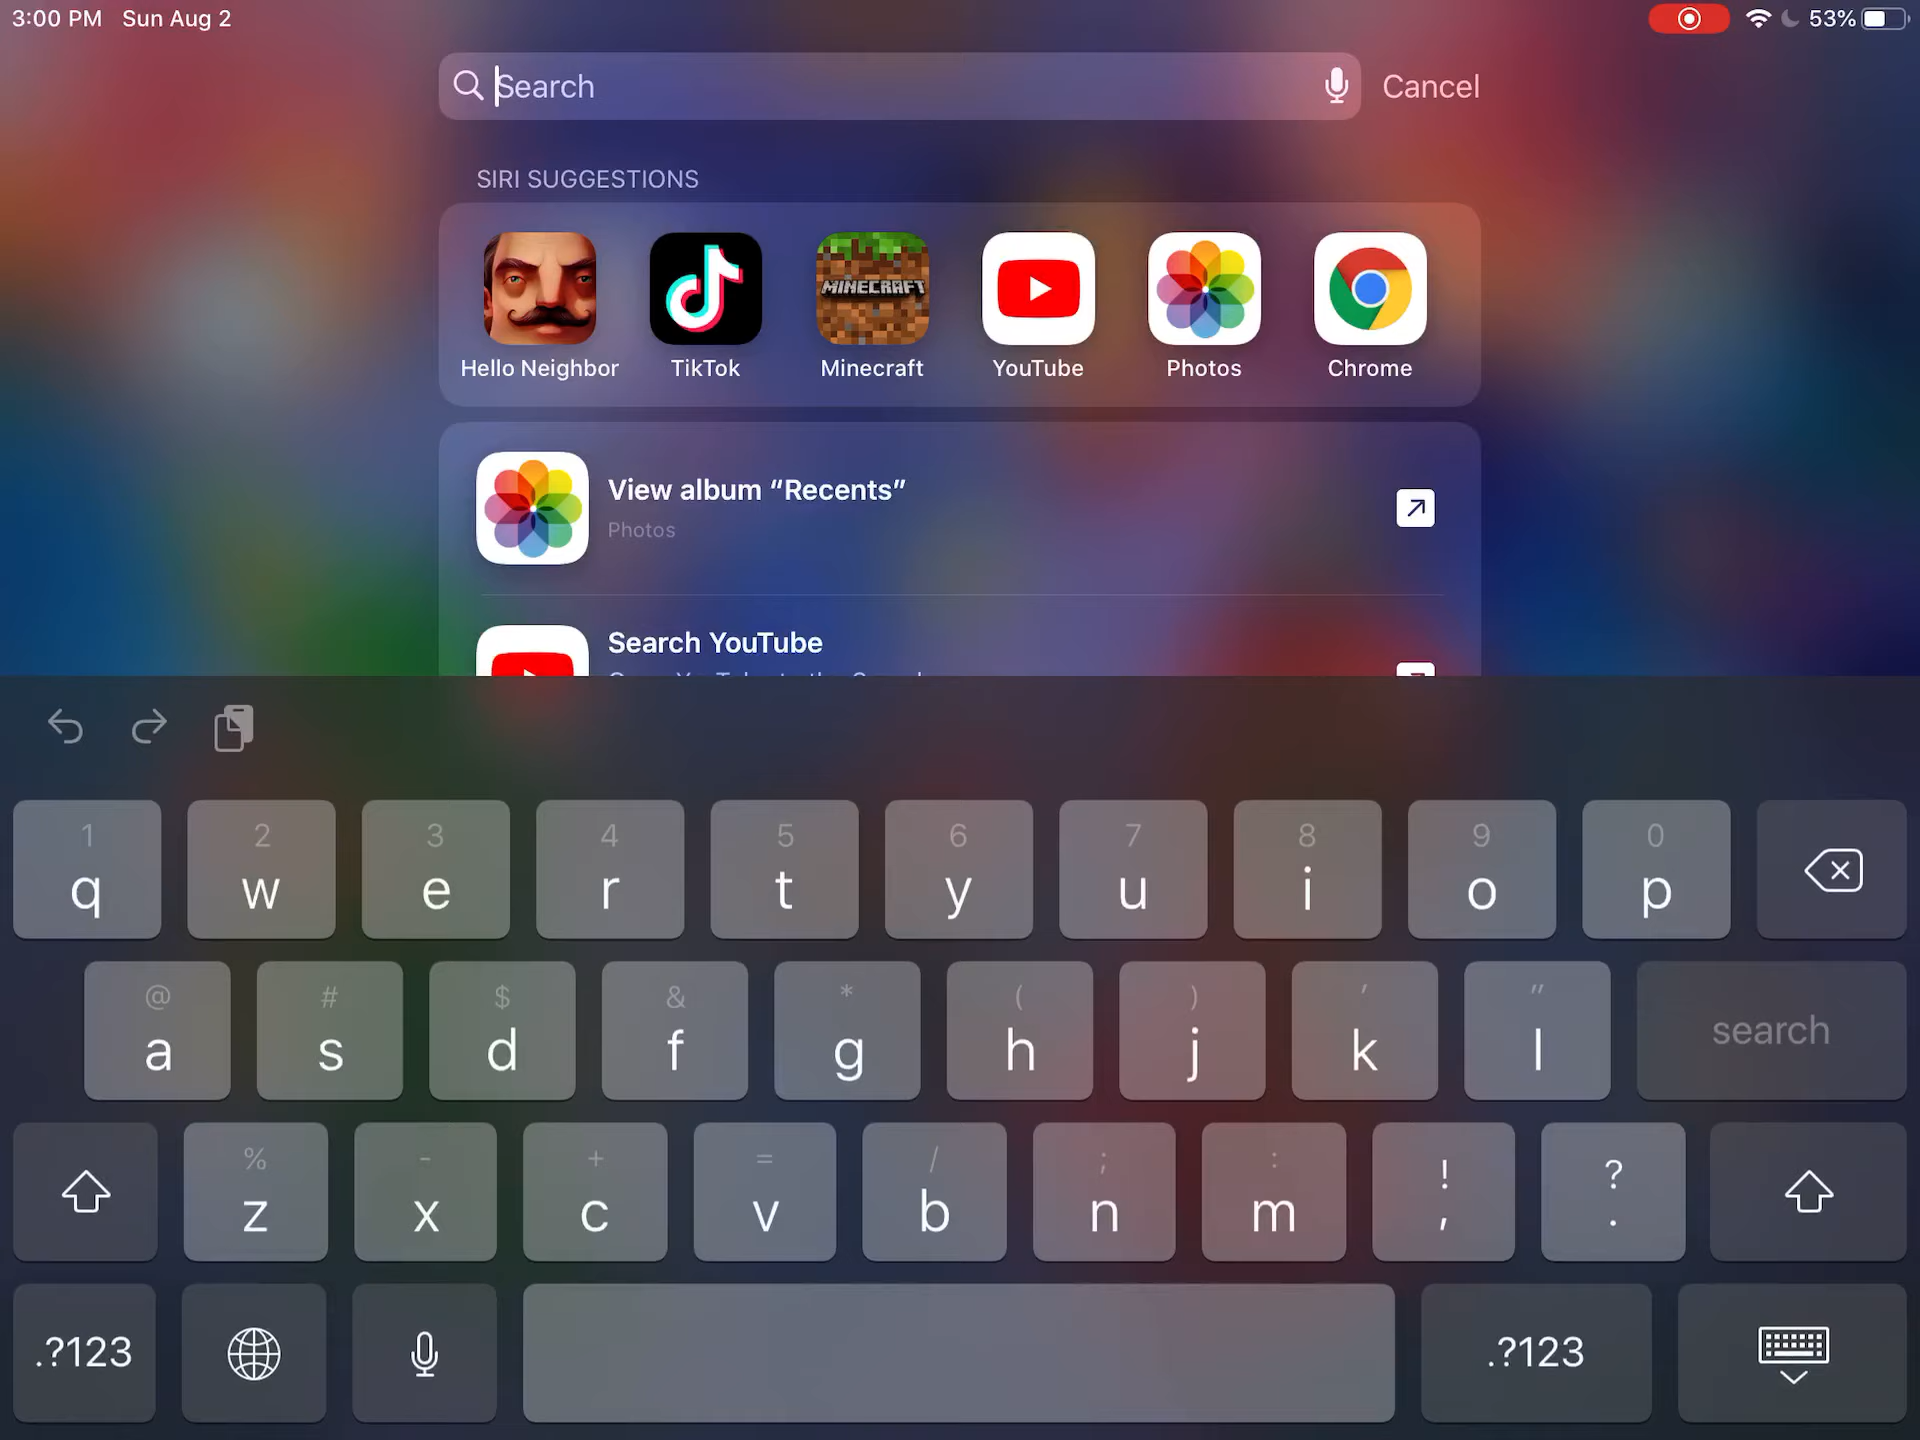 3:00 PM Sun Aug 2
53%
Search
Cancel
SIRI SUGGESTIONS
MINECRAFT
Hello Neighbor TikTok Minecraft YouTube Photos Chrome
View album “Recents”
Photos
Search YouTube
1 2 3 4 5 6 7 8 9 0
q w e r t y u i o p
@ # $ & * ( ) ' "
a s d f g h j k l search
% - + = / ; : ! ?
z x c v b n m , .
.?123 .?123